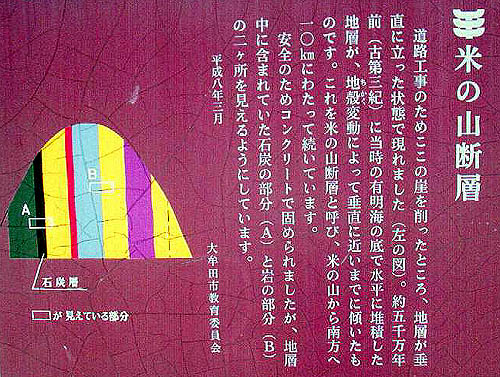 米の山断層
道路工事のためここの崖を削ったところ、地層が垂
直に立った状態で現れました（左の図）。約五千万年
前（古第三紀）に当時の有明海の底で水平に堆積した
地層が、地殻変動によって垂直に近いまでに傾いたも
のです。これを米の山断層と呼び、米の山から南方へ
一〇㎞にわたって続いています。
安全のためコンクリートで固められましたが、地層
中に含まれていた石炭の部分（A）と岩の部分（B）
の二ヶ所を見えるようにしています。
平成八年三月
大牟田市教育委員会
A
B
石炭層
が見えている部分